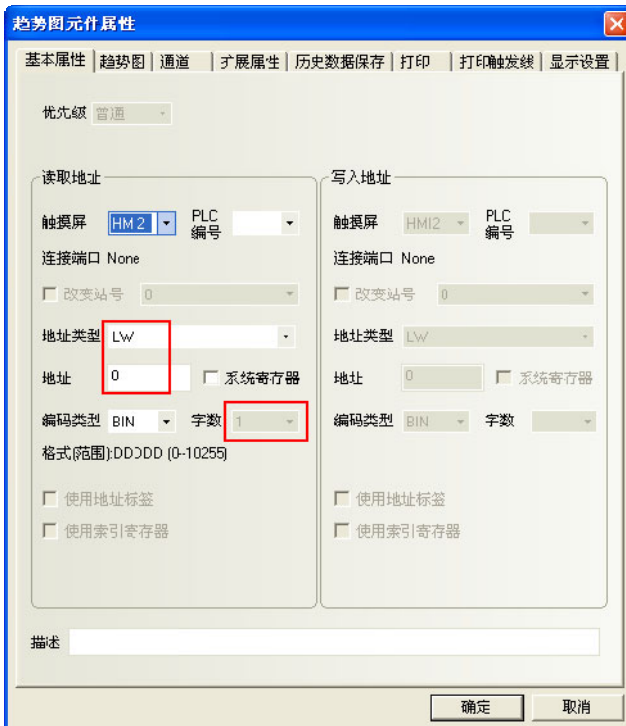 趋势图元件属性
基本属性 趋势图 通道 扩展属性 历史数据保存 打印 打印触发线 显示设置
优先级 普通
读取地址 写入地址
触摸屏 HMI2 PLC编号 触摸屏 HMI2 PLC编号
连接端口 None 连接端口 None
改变站号 0 改变站号 0
地址类型 LW 地址类型 LW
地址 0 系统寄存器 地址 0 系统寄存器
编码类型 BIN 字数 1 编码类型 BIN 字数
格式(范围):DDDDD (0~10255)
使用地址标签 使用地址标签
使用索引寄存器 使用索引寄存器
描述
确定 取消